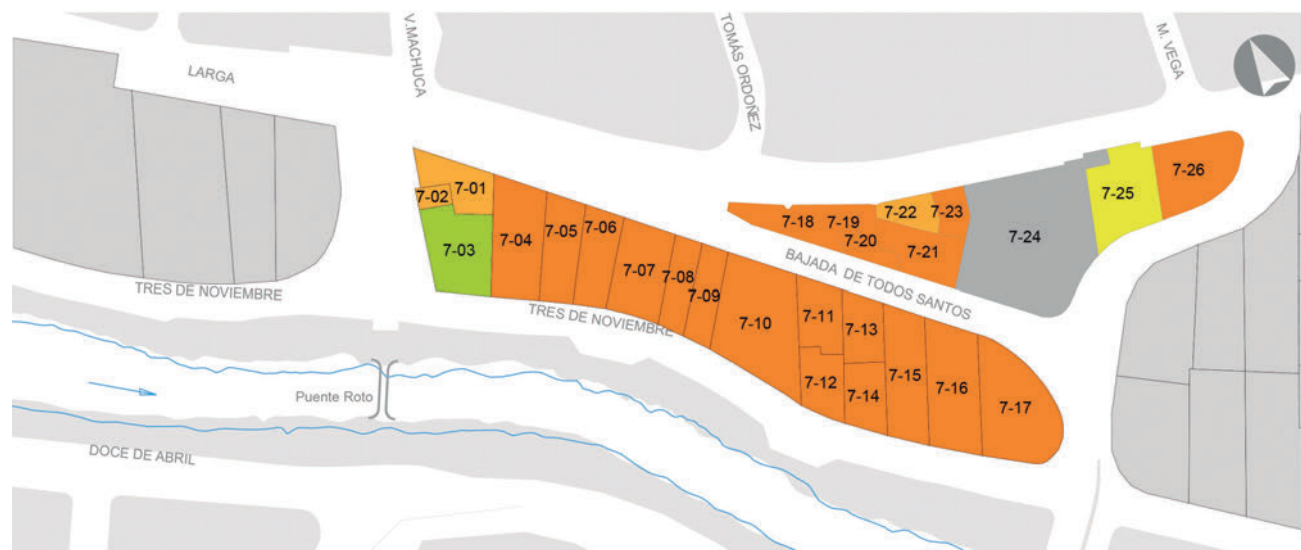 LARGA
V.MACHUCA
TOMÁS ORDOÑEZ
M. VEGA
7-01
7-02
7-03
7-04
7-05
7-06
7-07
7-08
7-09
7-10
7-11
7-12
7-13
7-14
7-15
7-16
7-17
7-18
7-19
7-20
7-21
7-22
7-23
7-24
7-25
7-26
BAJADA DE TODOS SANTOS
TRES DE NOVIEMBRE
TRES DE NOVIEMBRE
Puente Roto
DOCE DE ABRIL